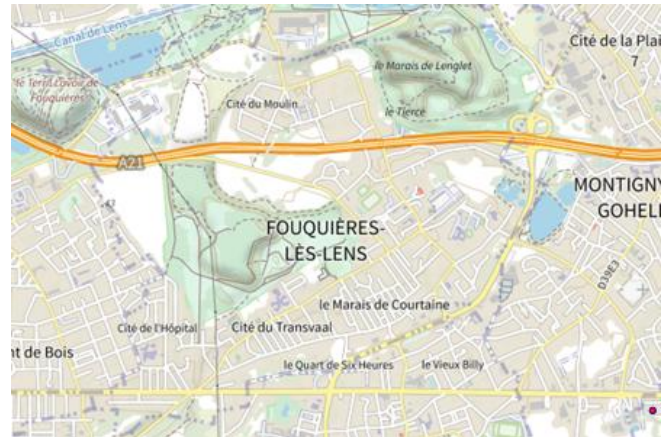 Canal de Lens
Cité de la Plai
7
le Marais de Lenglet
le Terril Lavoir de
Fouquières
Cité du Moulin
le Tierce
A21
MONTIGNY
GOHELL
FOUQUIÈRES-
LÈS-LENS
D39E3
le Marais de Courtaine
Cité de l'Hôpital
Cité du Transvaal
nt de Bois
le Quart de Six Heures
le Vieux Billy